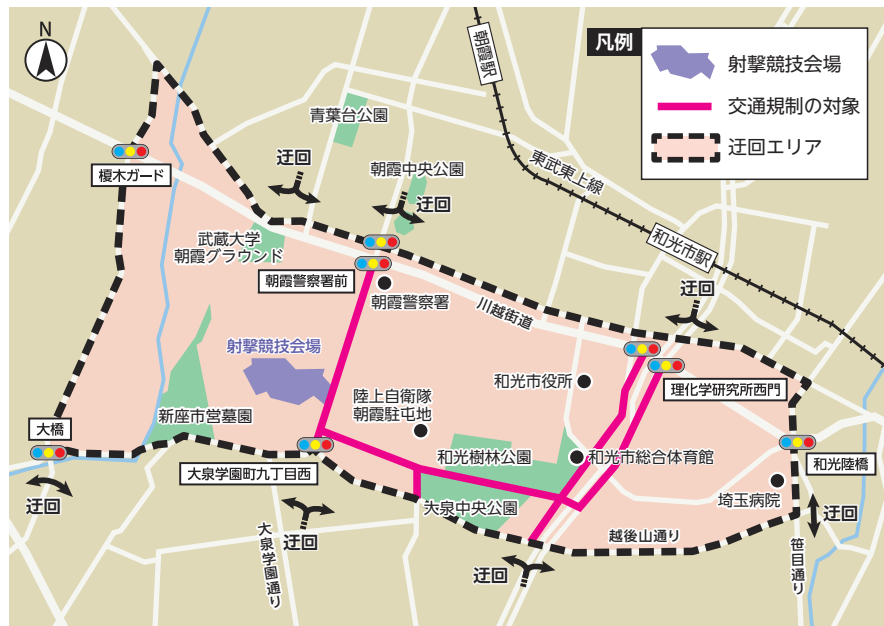 N
朝霞駅
凡例
射撃競技会場
交通規制の対象
迂回エリア
青葉台公園
迂回
朝霞中央公園
迂回
東武東上線
榎木ガード
武蔵大学
朝霞グラウンド
朝霞警察署前
朝霞警察署
和光市駅
迂回
川越街道
射撃競技会場
和光市役所
理化学研究所西門
陸上自衛隊
朝霞駐屯地
新座市営墓園
大橋
大泉学園町九丁目西
和光樹林公園
和光市総合体育館
和光陸橋
埼玉病院
大泉中央公園
迂回
迂回
迂回
迂回
越後山通り
大泉学園通り
笹目通り